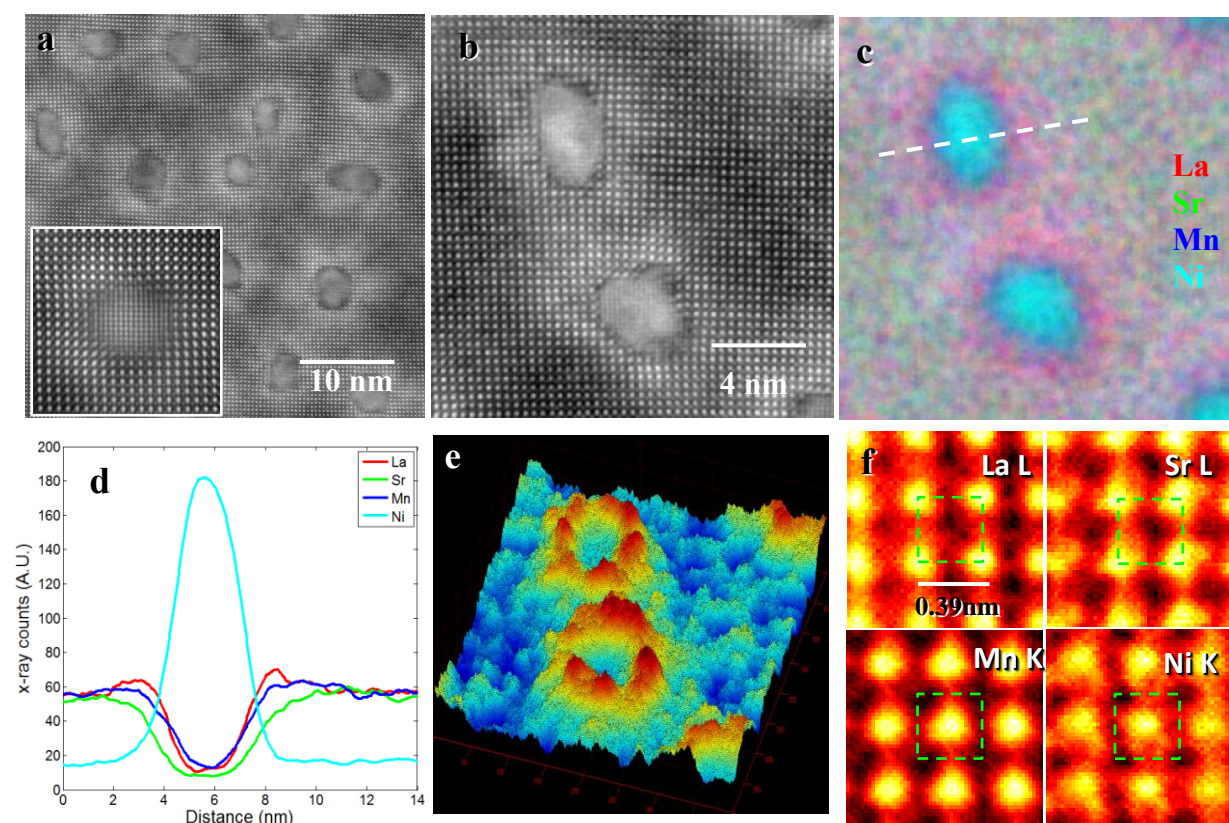 a
10 nm
b
4 nm
c
La
Sr
Mn
Ni
d
x-ray counts (A.U.)
200
180
160
140
120
100
80
60
40
20
0
0 2 4 6 8 10 12 14
Distance (nm)
La
Sr
Mn
Ni
e
f
La L
0.39nm
Sr L
Mn K
Ni K